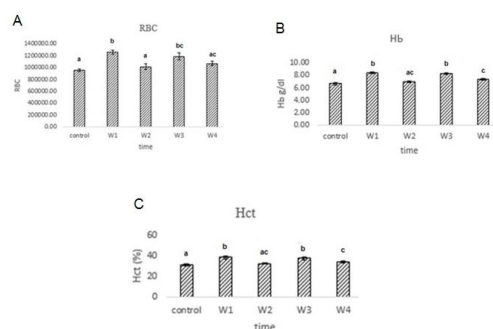 A
RBC
1400000.00
1200000.00
1000000.00
800000.00
600000.00
400000.00
200000.00
0.00
RBC
a
b
a
bc
ac
control W1 W2 W3 W4
time
B
Hb
10.00
8.00
6.00
4.00
2.00
0.00
Hb g/dl
a
b
ac
b
c
control W1 W2 W3 W4
time
C
Hct
60
40
20
0
Hct (%)
a
b
ac
b
c
control W1 W2 W3 W4
time